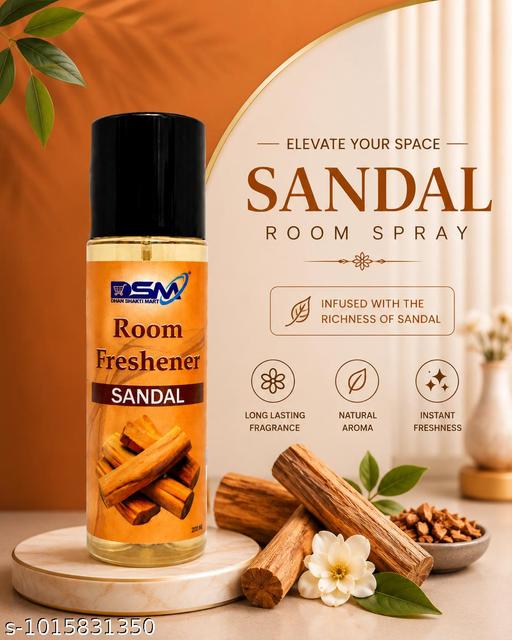 ELEVATE YOUR SPACE
SANDAL
ROOM SPRAY
INFUSED WITH THE
RICHNESS OF SANDAL
LONG LASTING
FRAGRANCE
NATURAL
AROMA
INSTANT
FRESHNESS
DSM
DHAN SHAKTI MART
Room
Freshener
SANDAL
s-1015831350